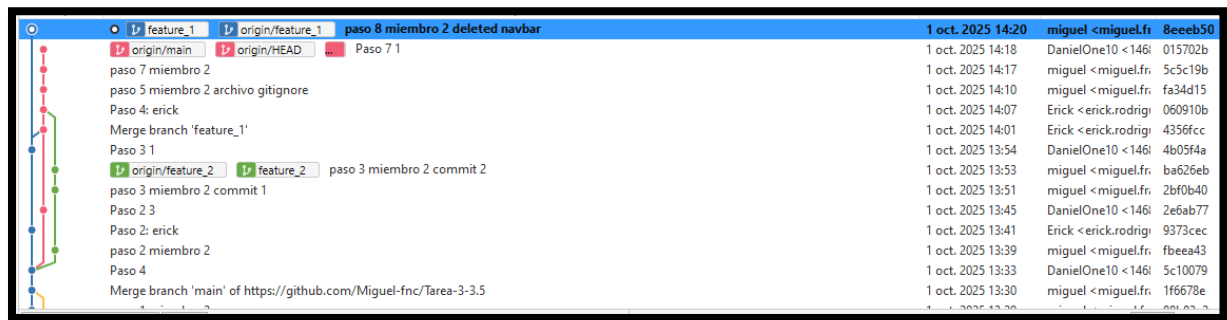 feature_1 origin/feature_1 paso 8 miembro 2 deleted navbar 1 oct. 2025 14:20 miguel <miguel.fr 8eeeb50
origin/main origin/HEAD ... Paso 7 1 1 oct. 2025 14:18 DanielOne10 <146 015702b
paso 7 miembro 2 1 oct. 2025 14:17 miguel <miguel.fr 5c5c19b
paso 5 miembro 2 archivo gitignore 1 oct. 2025 14:10 miguel <miguel.fr fa34d15
Paso 4: erick 1 oct. 2025 14:07 Erick <erick.rodrig 060910b
Merge branch 'feature_1' 1 oct. 2025 14:01 Erick <erick.rodrig 4356fcc
Paso 3 1 1 oct. 2025 13:54 DanielOne10 <146 4b05f4a
origin/feature_2 feature_2 paso 3 miembro 2 commit 2 1 oct. 2025 13:53 miguel <miguel.fr ba626eb
paso 3 miembro 2 commit 1 1 oct. 2025 13:51 miguel <miguel.fr 2bf0b40
Paso 2 3 1 oct. 2025 13:45 DanielOne10 <146 2e6ab77
Paso 2: erick 1 oct. 2025 13:41 Erick <erick.rodrig 9373cec
paso 2 miembro 2 1 oct. 2025 13:39 miguel <miguel.fr fbeea43
Paso 4 1 oct. 2025 13:33 DanielOne10 <146 5c10079
Merge branch 'main' of https://github.com/Miguel-fnc/Tarea-3-3.5 1 oct. 2025 13:30 miguel <miguel.fr 1f6678e